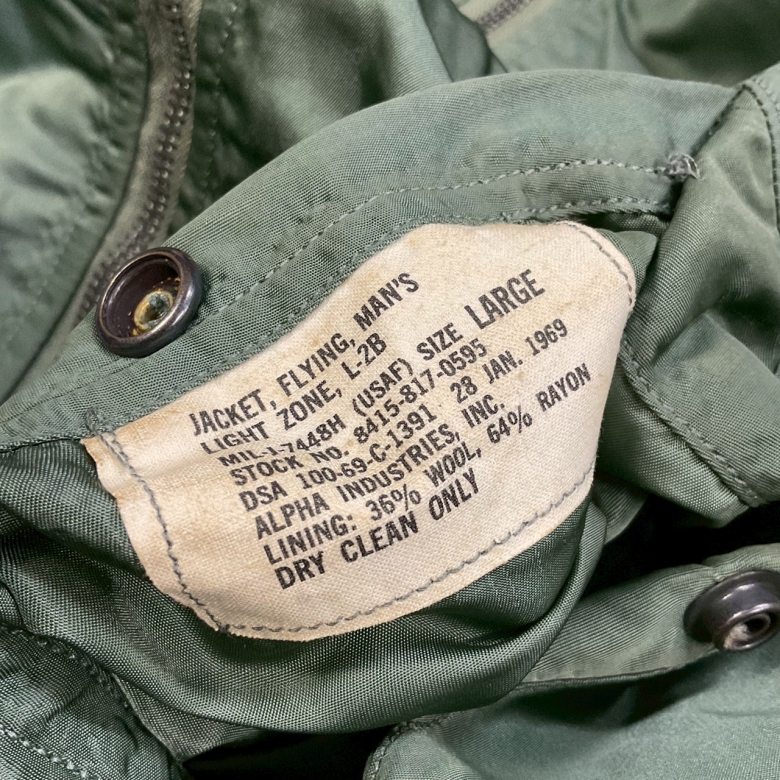 JACKET, FLYING, MAN'S
LIGHT ZONE, L-2B
MIL-J-7448H (USAF) SIZE LARGE
STOCK NO. 8415-817-0595
DSA 100-69-C-1391 28 JAN. 1969
ALPHA INDUSTRIES, INC.
LINING: 36% WOOL, 64% RAYON
DRY CLEAN ONLY